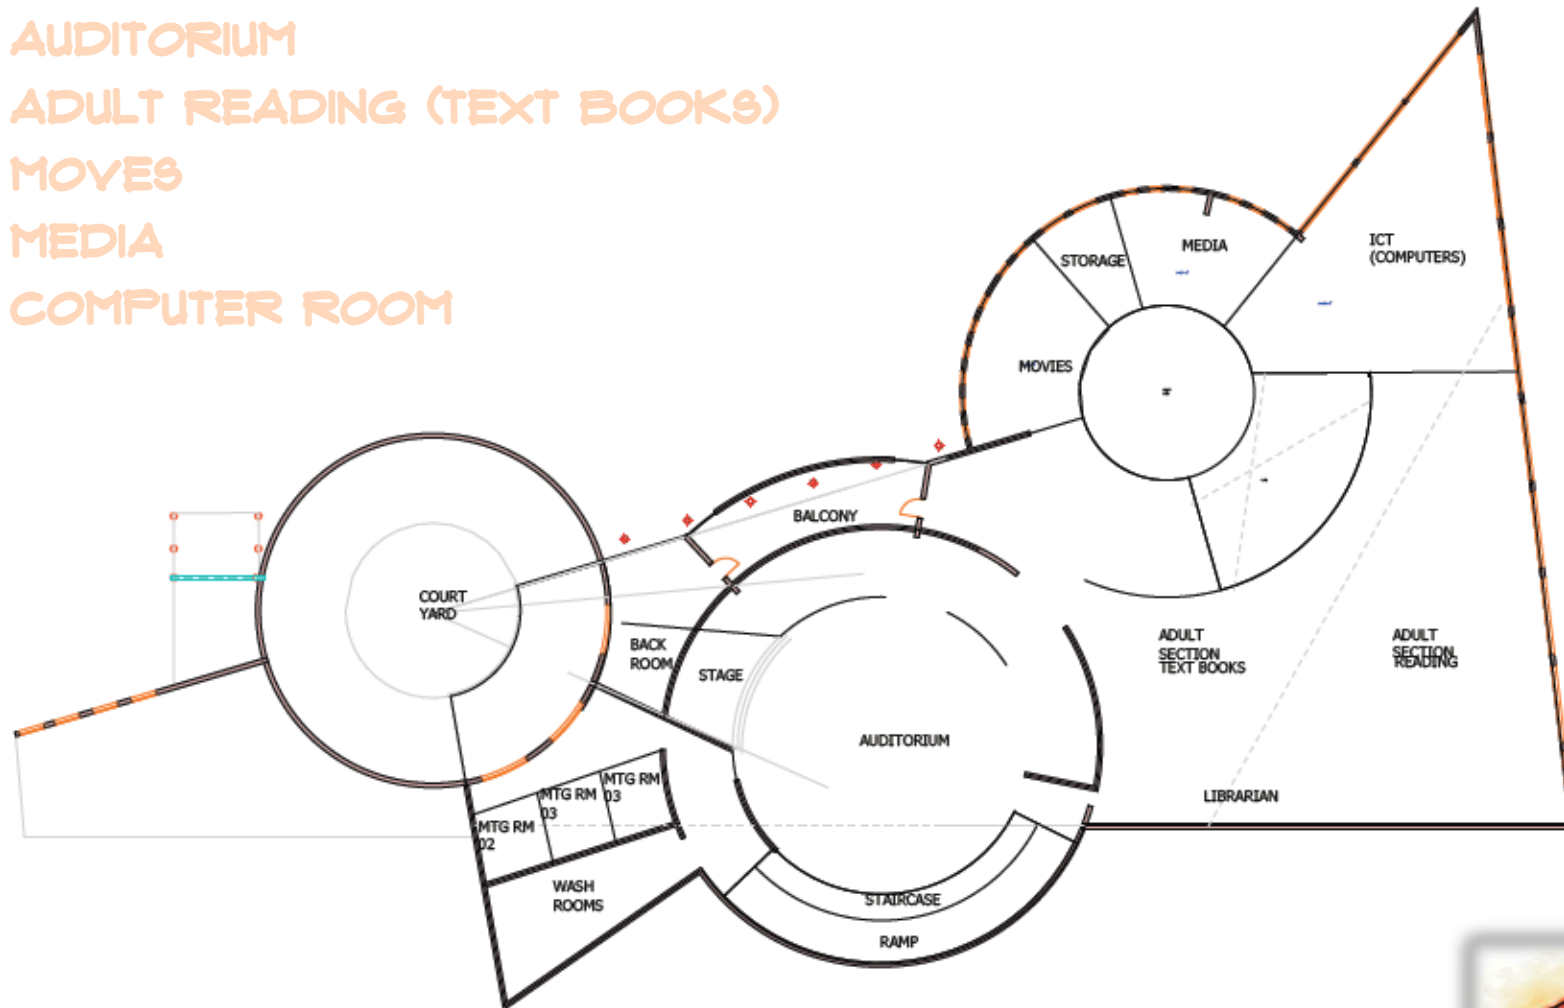 AUDITORIUM
ADULT READING (TEXT BOOKS)
MOVES
MEDIA
COMPUTER ROOM
ICT
(COMPUTERS)
MEDIA
STORAGE
MOVIES
BALCONY
COURT
YARD
BACK
ROOM
STAGE
ADULT
SECTION
TEXT BOOKS
ADULT
SECTION
READING
AUDITORIUM
MTG RM
03
MTG RM
03
MTG RM
02
LIBRARIAN
WASH
ROOMS
STAIRCASE
RAMP